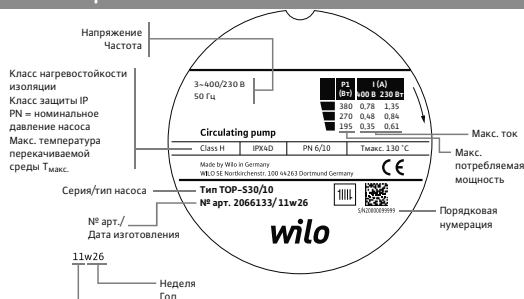 Напряжение
Частота
Класс нагревостойкости
изоляции
Класс защиты IP
PN = номинальное
давление насоса
Макс. температура
перекачиваемой
среды Tмакс.
Серия/тип насоса
№ арт./
Дата изготовления
11w26
Неделя
Год
3~400/230 В
50 Гц
P1 I (A)
(Вт) 400 В 230 Вт
380 0,78 1,35
270 0,48 0,84
195 0,35 0,61
Circulating pump
Class H IPX4D PN 6/10 Tмакс. 130 °C
Made by Wilo in Germany
WILO SE Nortkirchenstr. 100 44263 Dortmund Germany
CE
Тип TOP-S30/10
№ арт. 2066133/ 11w26
S/N2000099999
wilo
Макс. ток
Макс.
потребляемая
мощность
Порядковая
нумерация